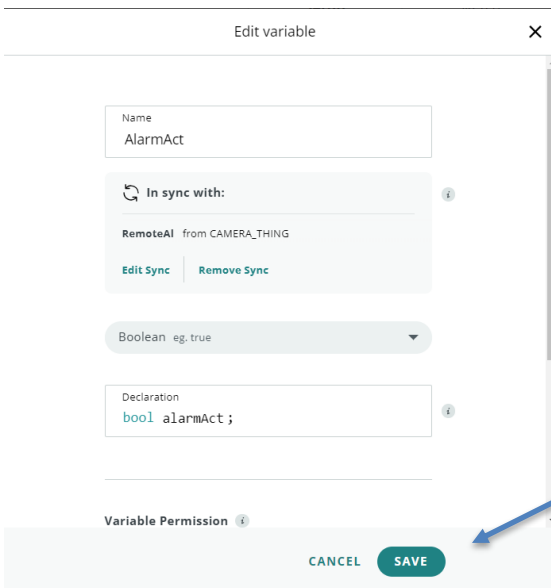 Edit variable
Name
AlarmAct
In sync with:
RemoteAl from CAMERA_THING
Edit Sync Remove Sync
Boolean eg. true
Declaration
bool alarmAct;
Variable Permission
CANCEL SAVE